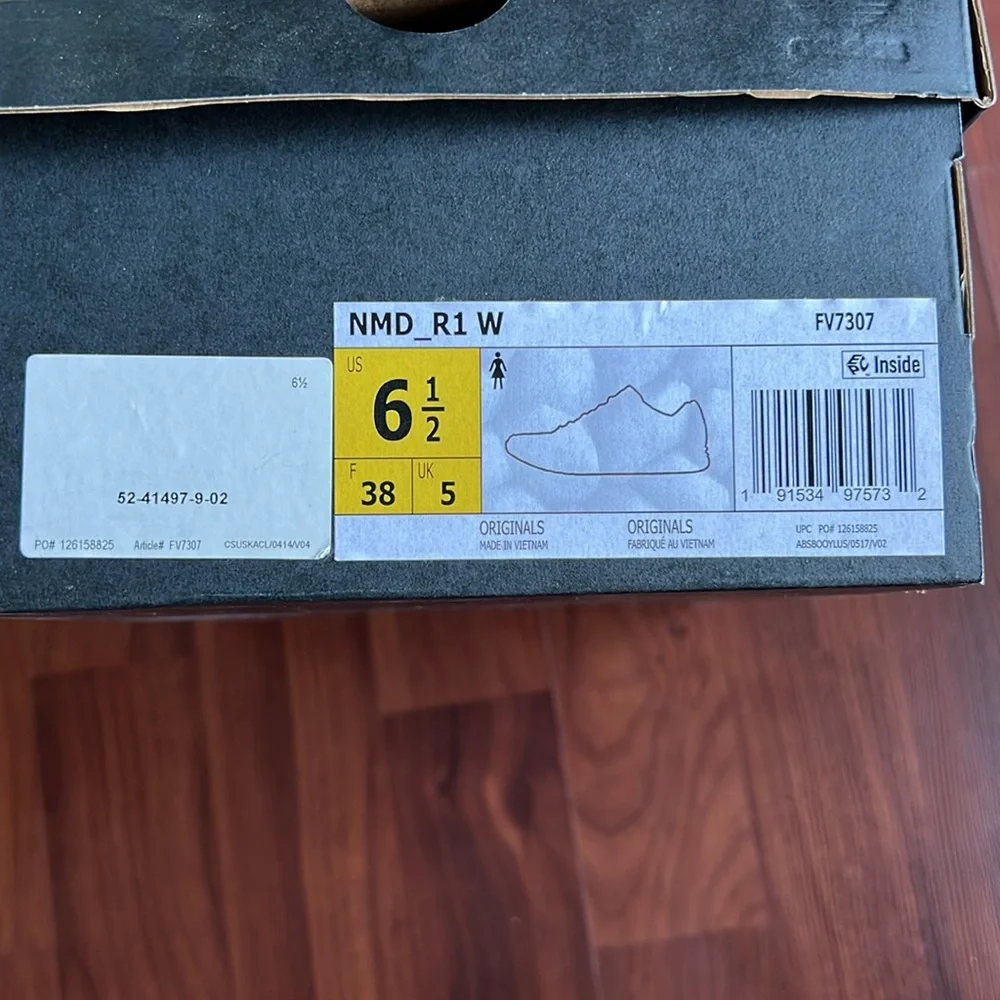 6½
52-41497-9-02
PO# 126158825 Article# FV7307 CSUSKACL/0414/V04
NMD_R1 W FV7307
US
6 1/2
F 38 UK 5
Inside
1 91534 97573 2
ORIGINALS
MADE IN VIETNAM
ORIGINALS
FABRIQUÉ AU VIETNAM
UPC PO# 126158825
ABSBOOYLUS/0517/V02